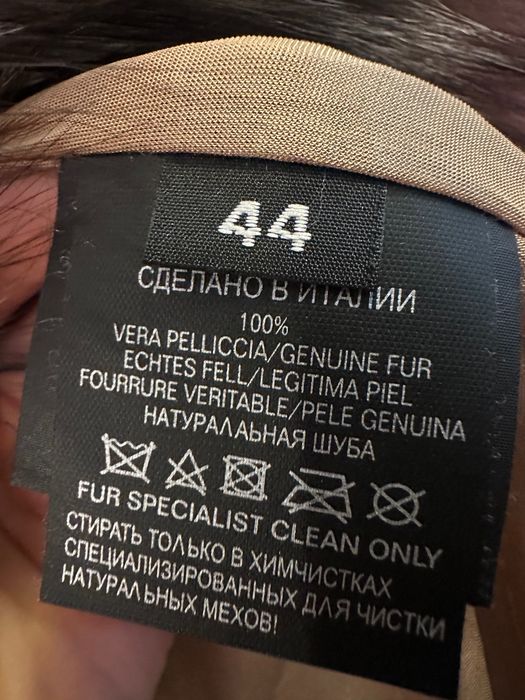 44
СДЕЛАНО В ИТАЛИИ
100%
VERA PELLICCIA/GENUINE FUR
ECHTES FELL/LEGITIMA PIEL
FOURRURE VERITABLE/PELE GENUINA
НАТУРАЛЬНАЯ ШУБА
FUR SPECIALIST CLEAN ONLY
СТИРАТЬ ТОЛЬКО В ХИМЧИСТКАХ
СПЕЦИАЛИЗИРОВАННЫХ ДЛЯ ЧИСТКИ
НАТУРАЛЬНЫХ МЕХОВ!